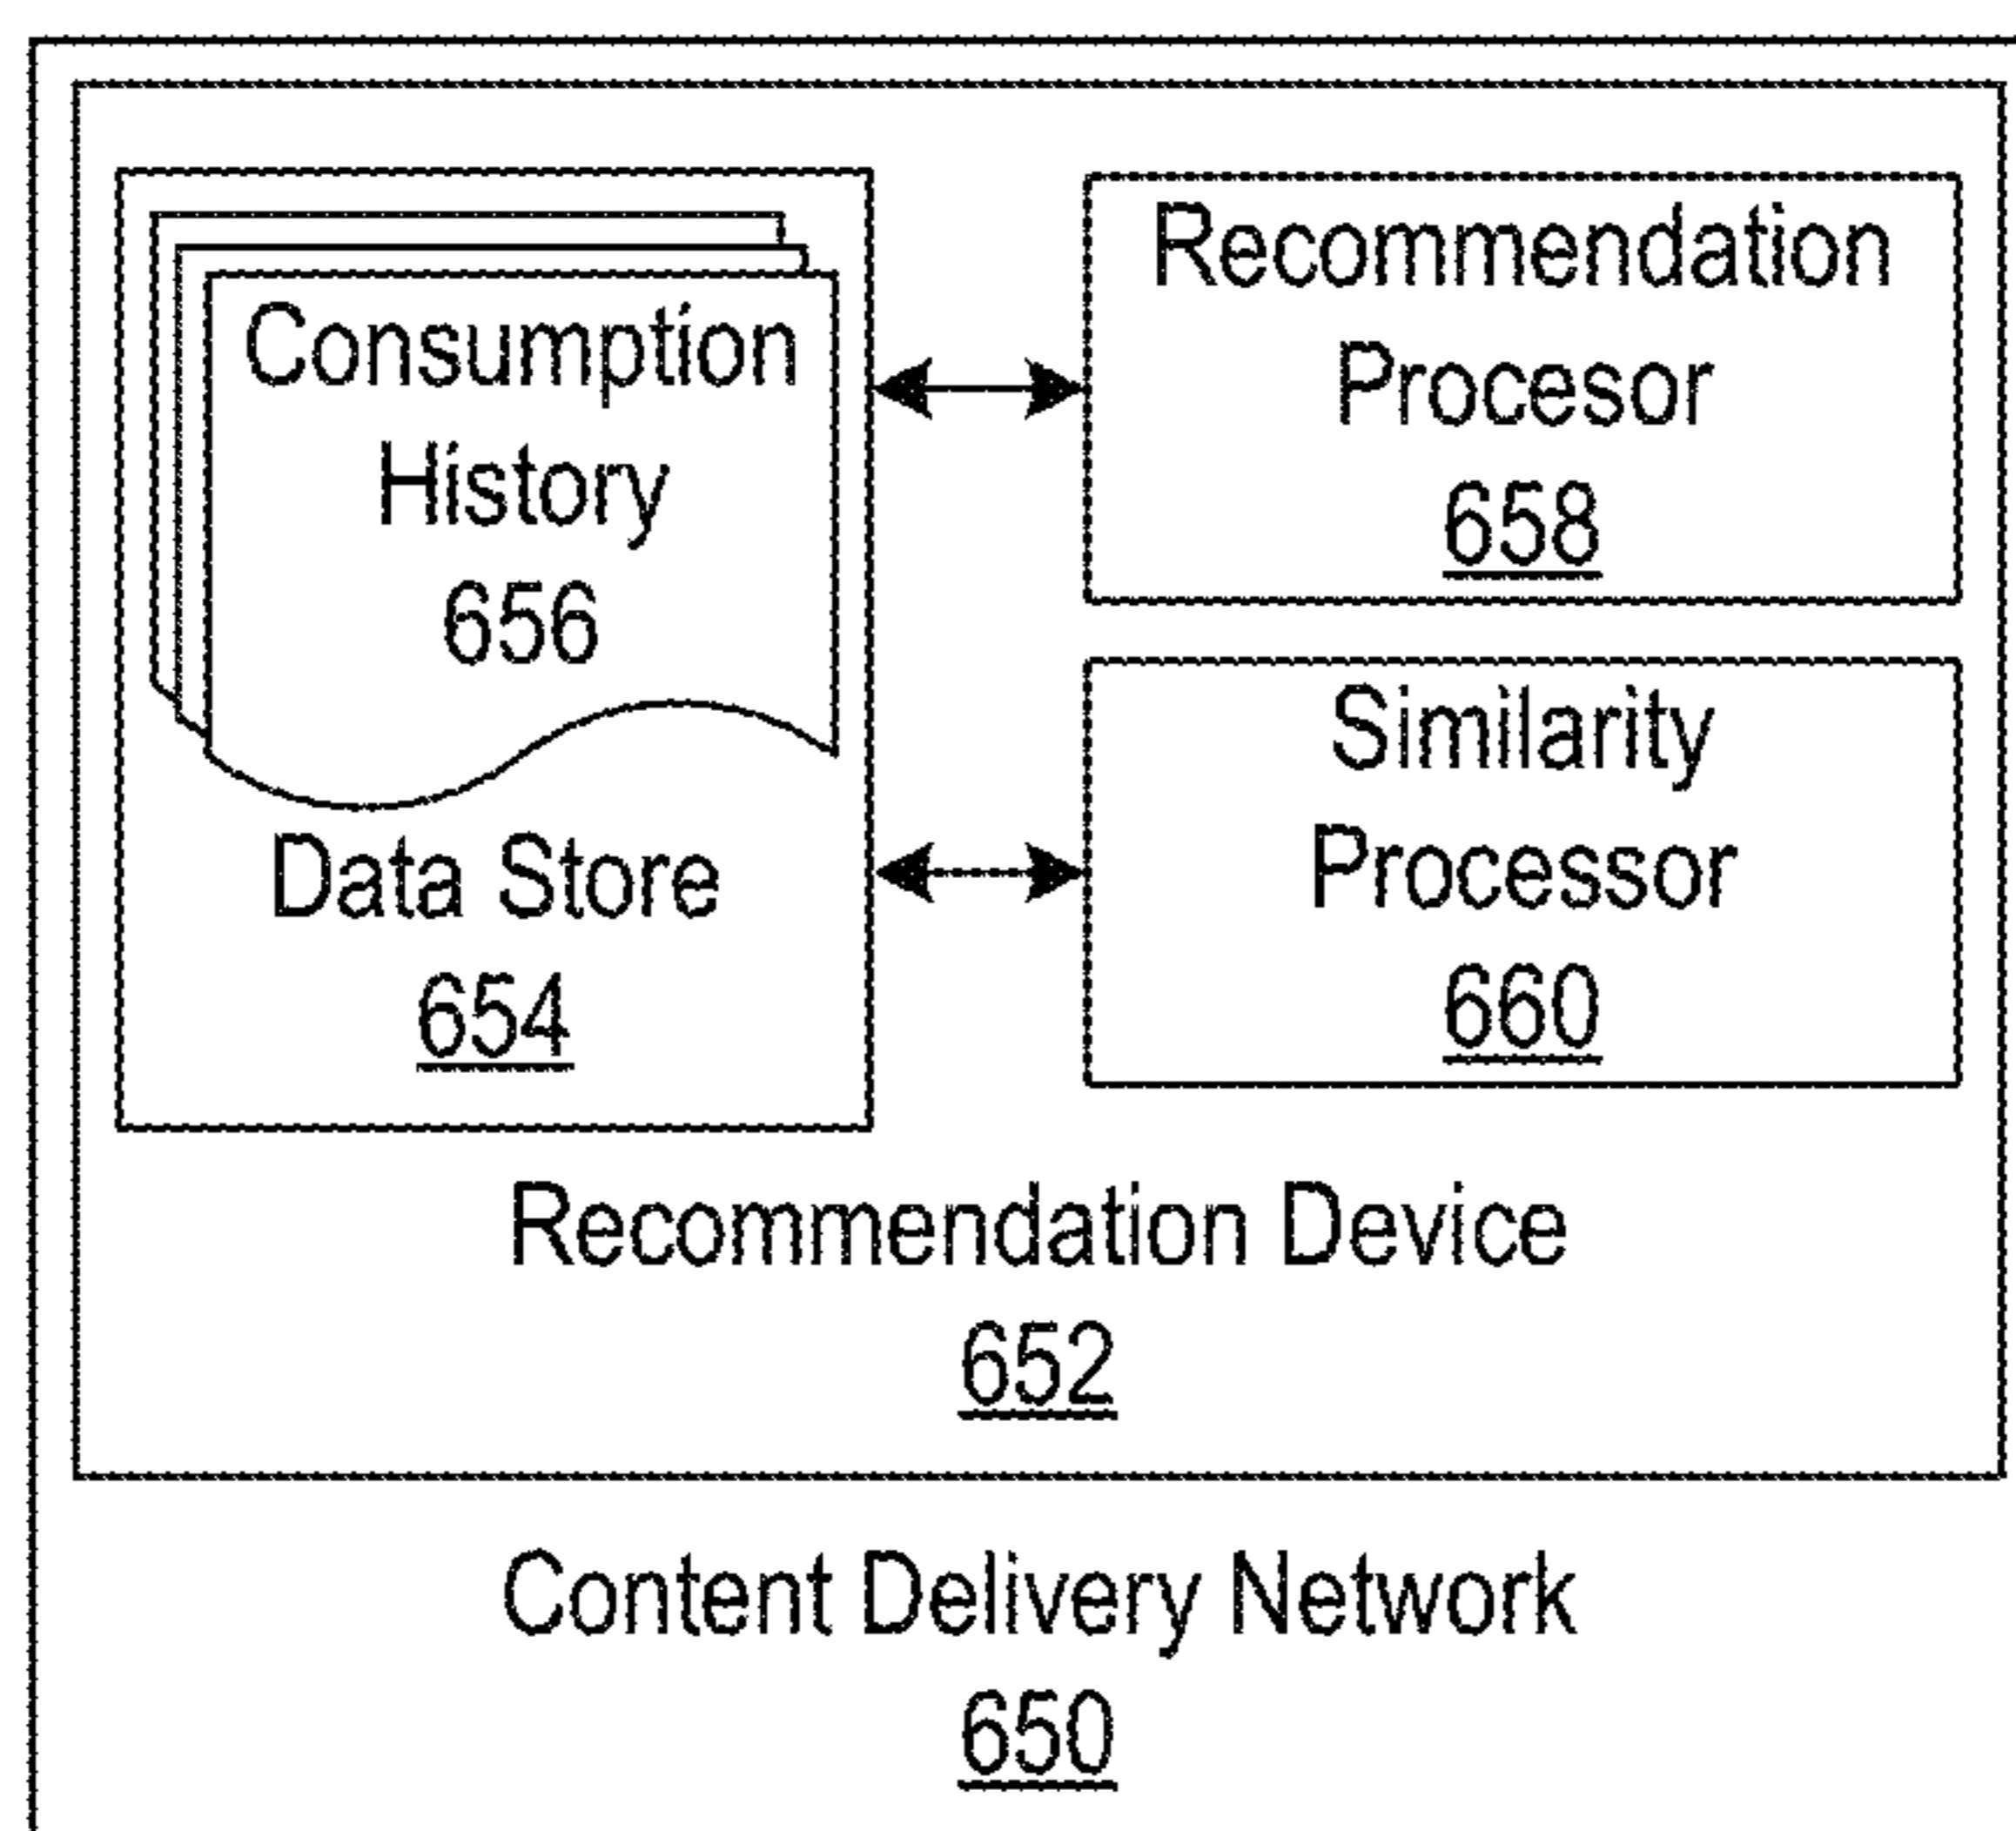 Consumption
History
656
Data Store
654
Recommendation
Procesor
658
Similarity
Processor
660
Recommendation Device
652
Content Delivery Network
650